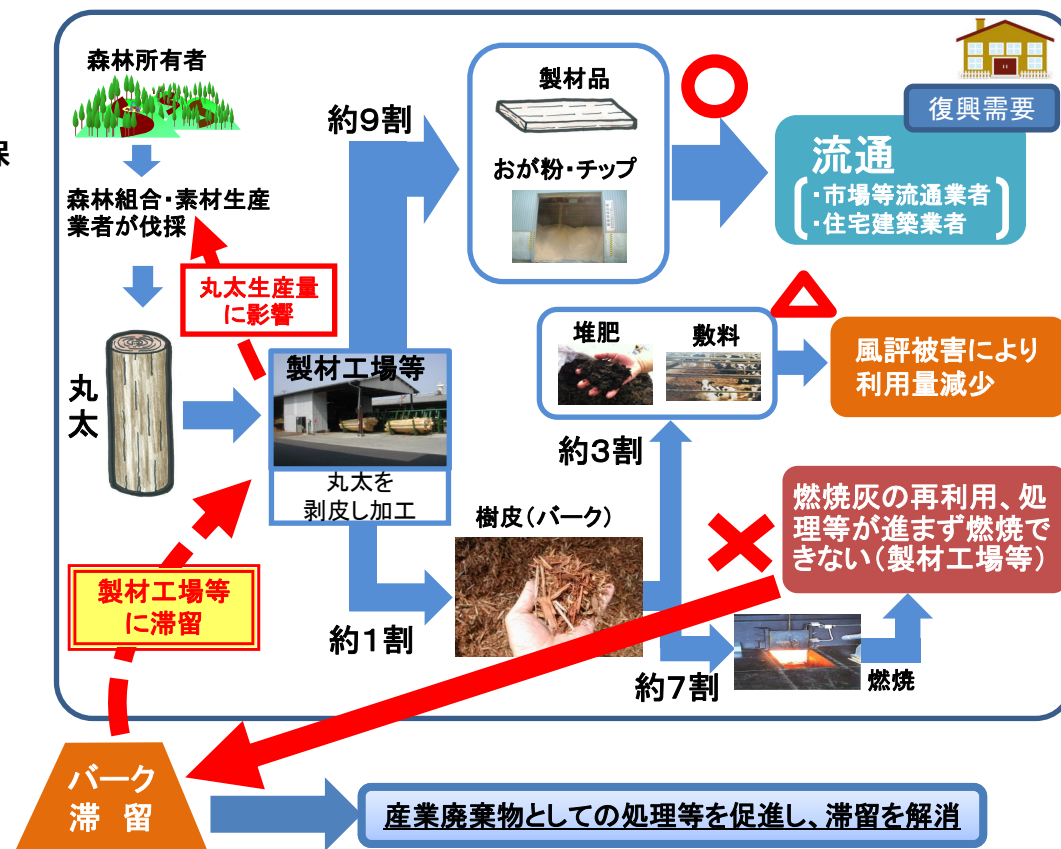 森林所有者
保
森林組合・素材生産
業者が伐採
丸太生産量
に影響
丸
太
製材工場等
丸太を
剥皮し加工
約9割
製材品
おが粉・チップ
復興需要
流通
・市場等流通業者
・住宅建築業者
約1割
樹皮（バーク）
約3割
堆肥
敷料
風評被害により
利用量減少
約7割
燃焼
燃焼灰の再利用、処
理等が進まず燃焼で
きない（製材工場等）
製材工場等
に滞留
バーク
滞 留
産業廃棄物としての処理等を促進し、滞留を解消